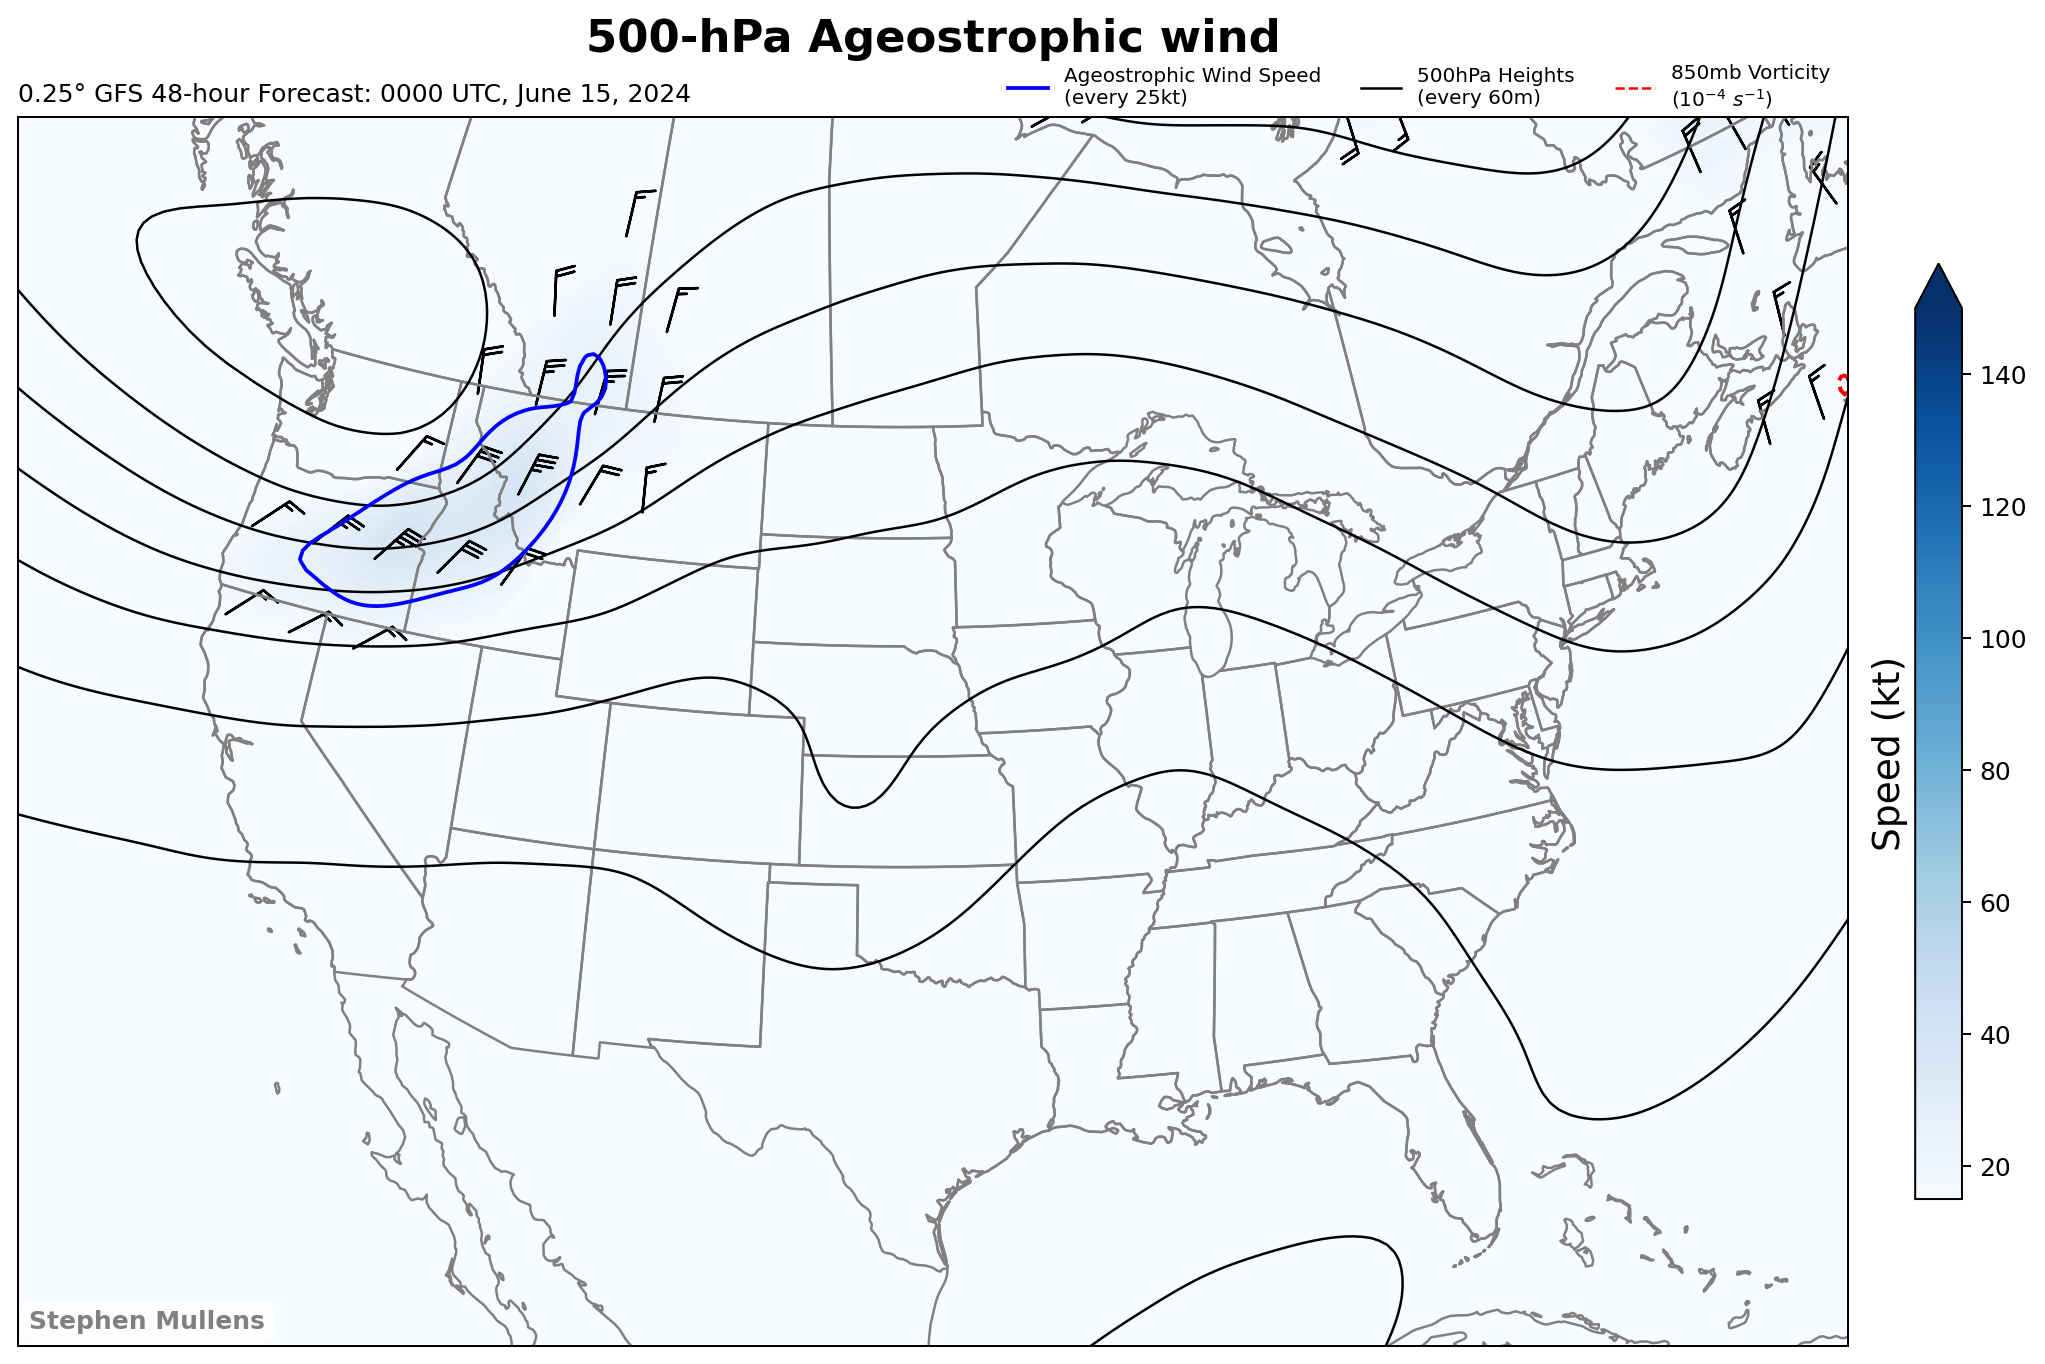 500-hPa Ageostrophic wind
0.25° GFS 48-hour Forecast: 0000 UTC, June 15, 2024
Ageostrophic Wind Speed
(every 25kt)
500hPa Heights
(every 60m)
850mb Vorticity
(10⁻⁴ s⁻¹)
140
120
100
80
60
40
20
Speed (kt)
Stephen Mullens